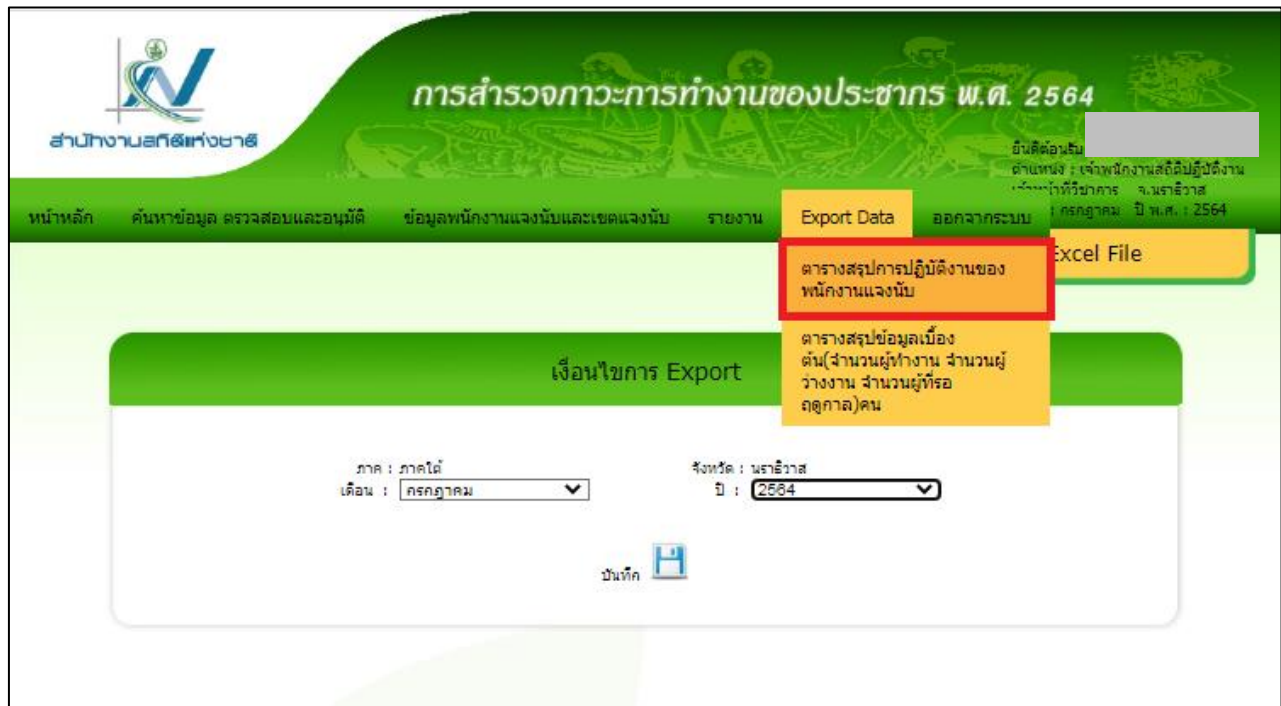 การสำรวจภาวะการทำงานของประชากร พ.ศ. 2564
สำนักงานสถิติแห่งชาติ
ยินดีต้อนรับ
ตำแหน่ง : เจ้าพนักงานสถิติปฏิบัติงาน
เจ้าหน้าที่วิชาการ จ.นราธิวาส
: กรกฎาคม ปี พ.ศ. : 2564
หน้าหลัก ค้นหาข้อมูล ตรวจสอบและอนุมัติ ข้อมูลพนักงานแจงนับและเขตแจงนับ รายงาน Export Data ออกจากระบบ
Excel File
ตารางสรุปการปฏิบัติงานของ
พนักงานแจงนับ
ตารางสรุปข้อมูลเบื้อง
ต้น(จำนวนผู้ทำงาน จำนวนผู้
ว่างงาน จำนวนผู้ที่รอ
ฤดูกาล)คน
เงื่อนไขการ Export
ภาค : ภาคใต้ จังหวัด : นราธิวาส
เดือน : กรกฎาคม ปี : 2564
บันทึก